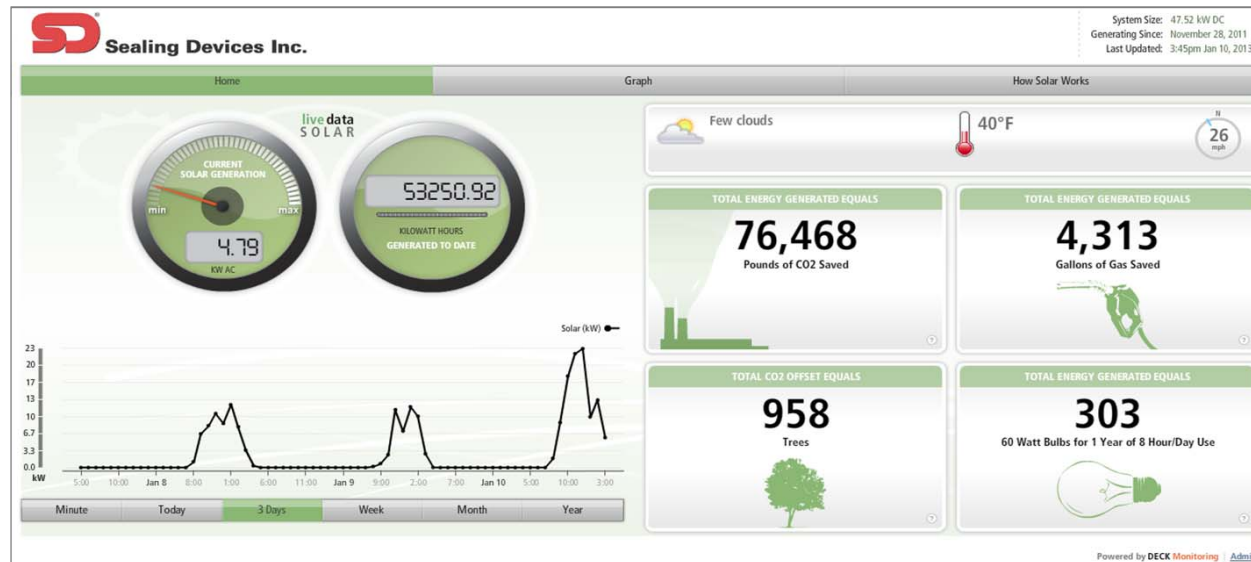 SD
Sealing Devices Inc.
System Size: 47.52 kW DC
Generating Since: November 28, 2011
Last Updated: 3:45pm Jan 10, 2013
Home
Graph
How Solar Works
live data
SOLAR
CURRENT
SOLAR GENERATION
min
max
4.79
KW AC
53250.92
KILOWATT HOURS
GENERATED TO DATE
Few clouds
40°F
N
26
mph
TOTAL ENERGY GENERATED EQUALS
76,468
Pounds of CO2 Saved
?
TOTAL ENERGY GENERATED EQUALS
4,313
Gallons of Gas Saved
?
Solar (kW)
23
20
17
13
10
6.7
3.3
0.0
kW
5:00 10:00 Jan 8 8:00 1:00 6:00 11:00 Jan 9 9:00 2:00 7:00 Jan 10 5:00 10:00 3:00
Minute
Today
3 Days
Week
Month
Year
TOTAL CO2 OFFSET EQUALS
958
Trees
?
TOTAL ENERGY GENERATED EQUALS
303
60 Watt Bulbs for 1 Year of 8 Hour/Day Use
?
Powered by DECK Monitoring | Admi